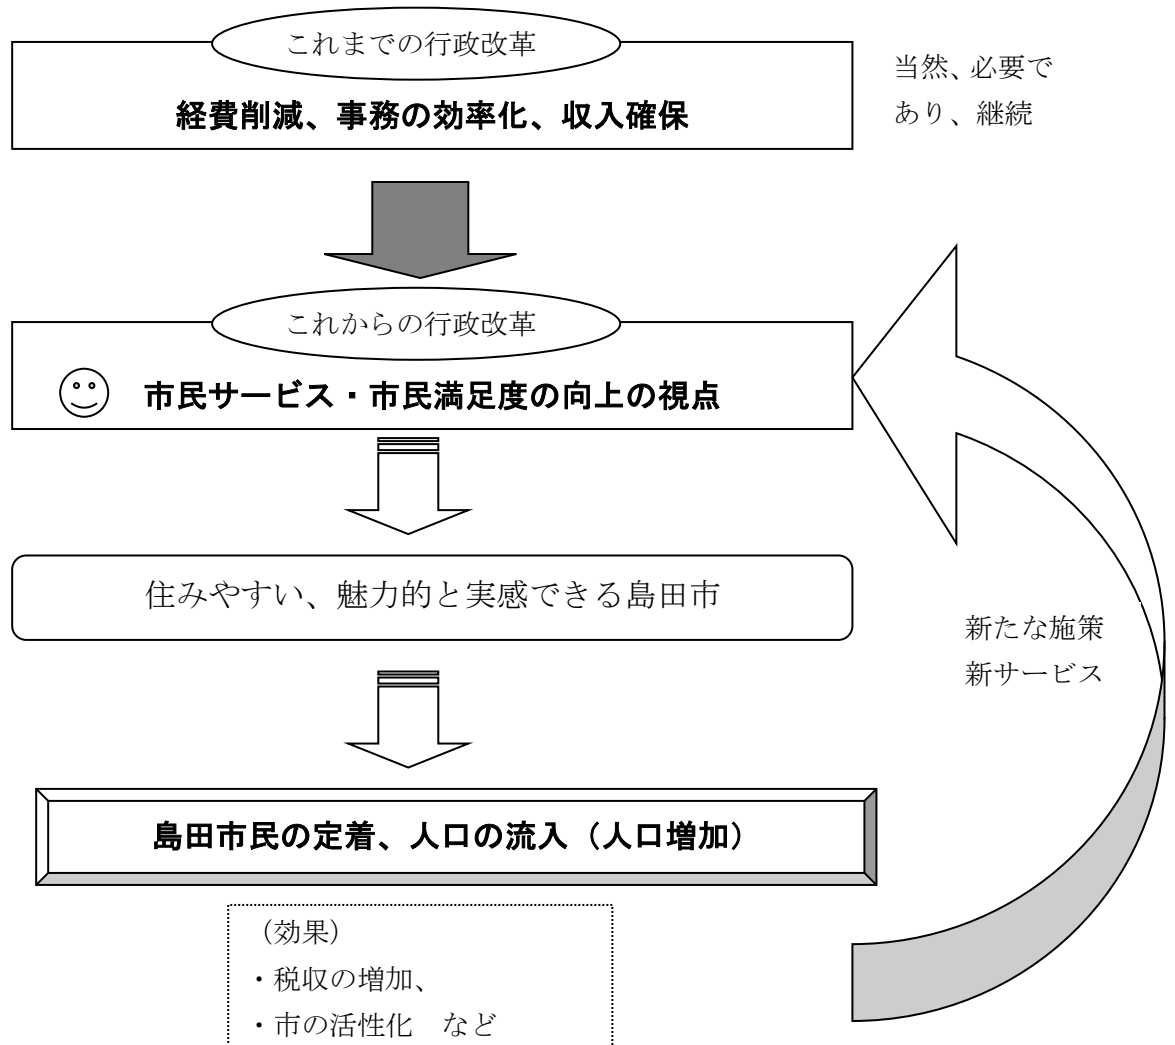 これまでの行政改革
経費削減、事務の効率化、収入確保
当然、必要で
あり、継続
これからの行政改革
市民サービス・市民満足度の向上の視点
住みやすい、魅力的と実感できる島田市
新たな施策
新サービス
島田市民の定着、人口の流入（人口増加）
（効果）
・税収の増加、
・市の活性化　など